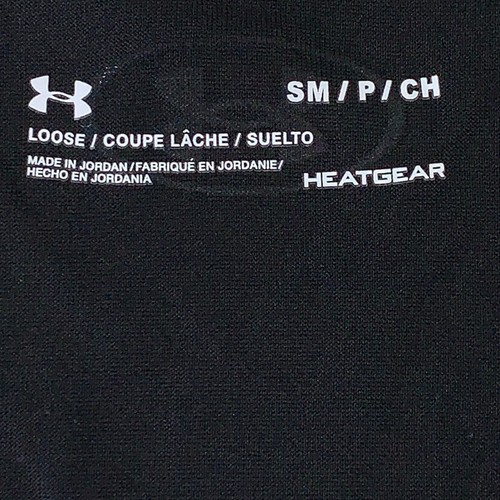 SM / P / CH
LOOSE / COUPE LÂCHE / SUELTO
MADE IN JORDAN / FABRIQUÉ EN JORDANIE /
HECHO EN JORDANIA
HEATGEAR